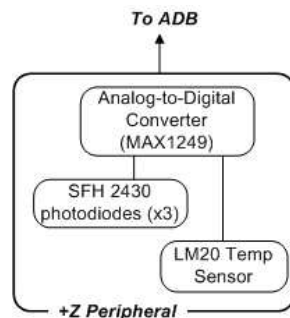 To ADB
Analog-to-Digital
Converter
(MAX1249)
SFH 2430
photodiodes (x3)
LM20 Temp
Sensor
+Z Peripheral